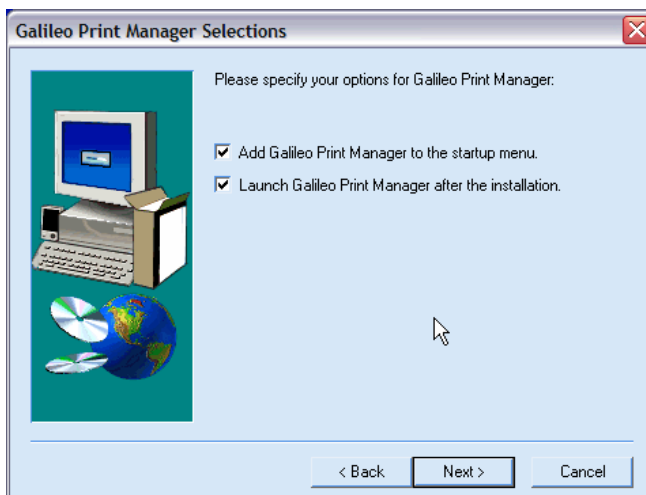 Galileo Print Manager Selections
Please specify your options for Galileo Print Manager:
Add Galileo Print Manager to the startup menu.
Launch Galileo Print Manager after the installation.
< Back Next > Cancel